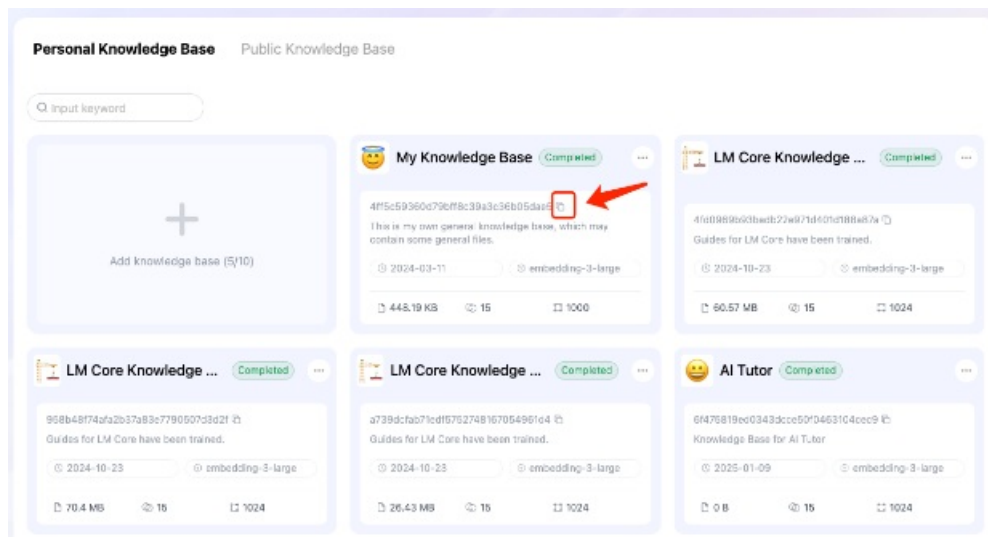 Personal Knowledge Base Public Knowledge Base
Input keyword
Add knowledge base (5/10)
My Knowledge Base Completed
This is my own general knowledge base, which may
contain some general files.
2024-03-11 embedding-3-large
448.19 KB 15 1000
LM Core Knowledge ... Completed
Guides for LM Core have been trained.
2024-10-23 embedding-3-large
60.57 MB 15 1024
LM Core Knowledge ... Completed
Guides for LM Core have been trained.
2024-10-23 embedding-3-large
70.4 MB 15 1024
LM Core Knowledge ... Completed
Guides for LM Core have been trained.
2024-10-23 embedding-3-large
26.43 MB 15 1024
AI Tutor Completed
Knowledge Base for AI Tutor
2025-01-09 embedding-3-large
0 B 15 1024